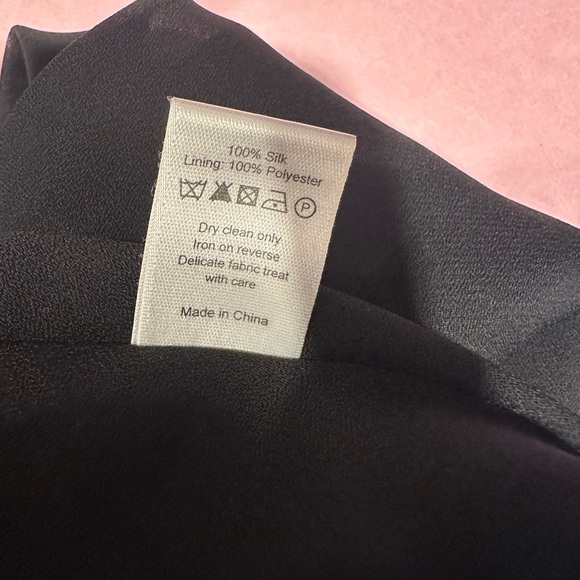 100% Silk
Lining: 100% Polyester
P
Dry clean only
Iron on reverse
Delicate fabric treat
with care
Made in China